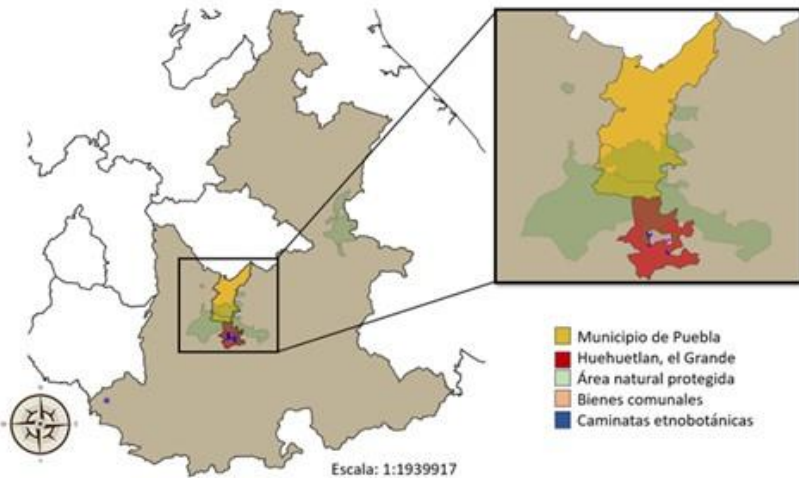 Municipio de Puebla
Huehuetlan, el Grande
Área natural protegida
Bienes comunales
Caminatas etnobotánicas
Escala: 1:1939917